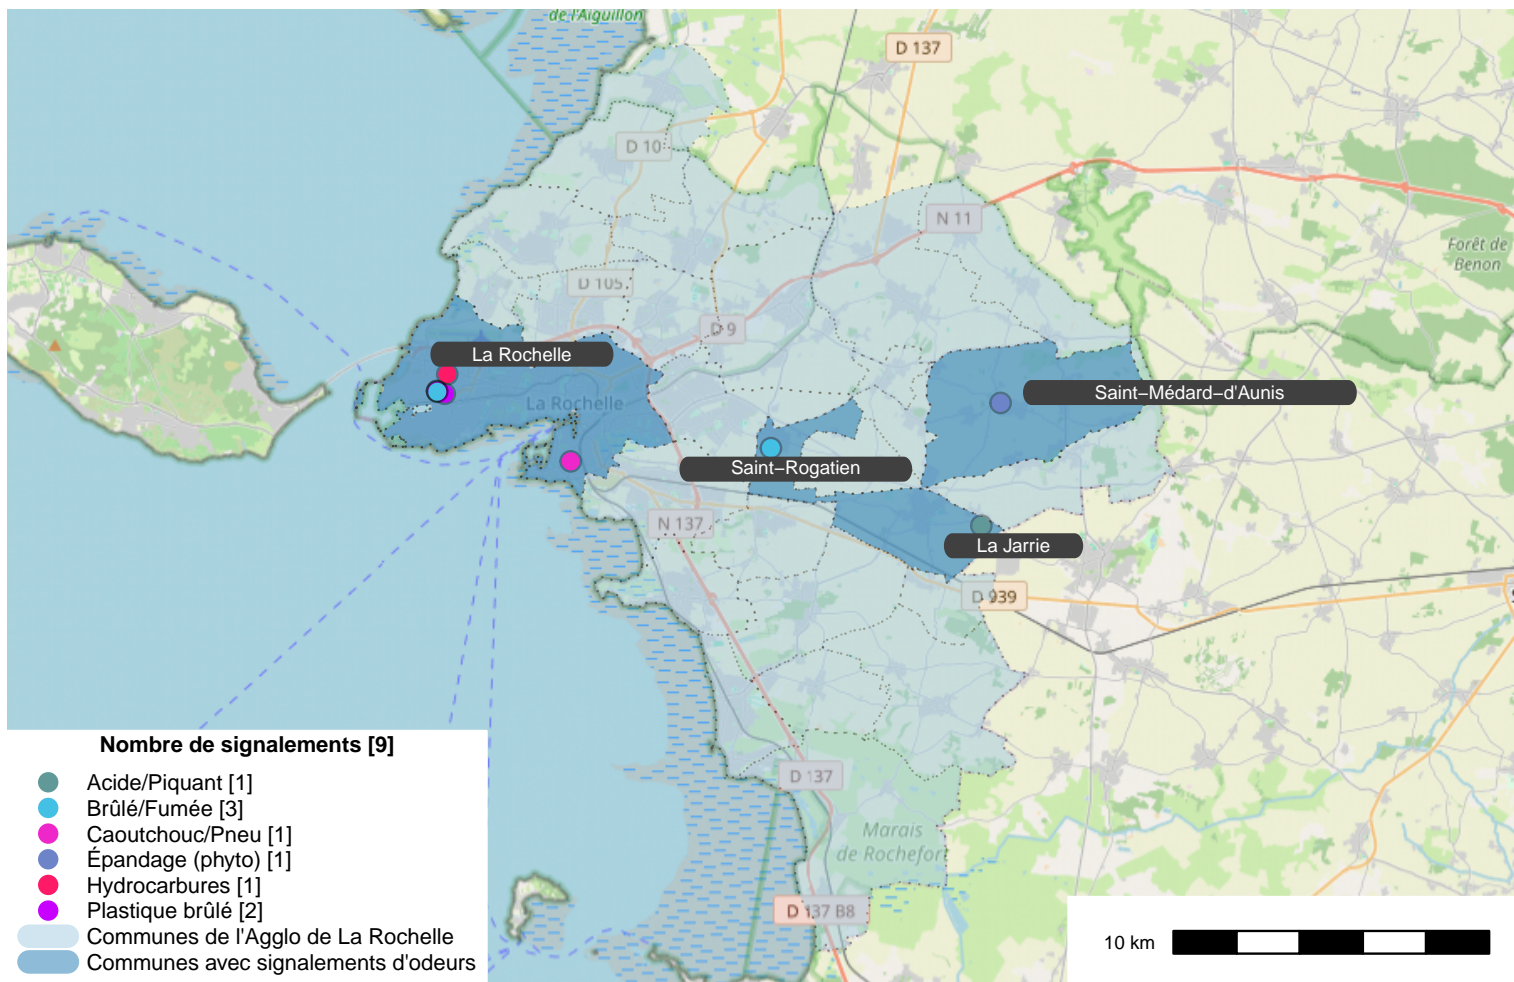 de l'Aiguillon
D 137
D 10
N 11
Forêt de
Benon
D 105
D 9
La Rochelle
Saint–Médard–d'Aunis
La Rochelle
Saint–Rogatien
N 137
La Jarrie
D 939
D 137
Marais
de Rochefort
D 137 B8
Nombre de signalements [9]
Acide/Piquant [1]
Brûlé/Fumée [3]
Caoutchouc/Pneu [1]
Épandage (phyto) [1]
Hydrocarbures [1]
Plastique brûlé [2]
Communes de l'Agglo de La Rochelle
Communes avec signalements d'odeurs
10 km